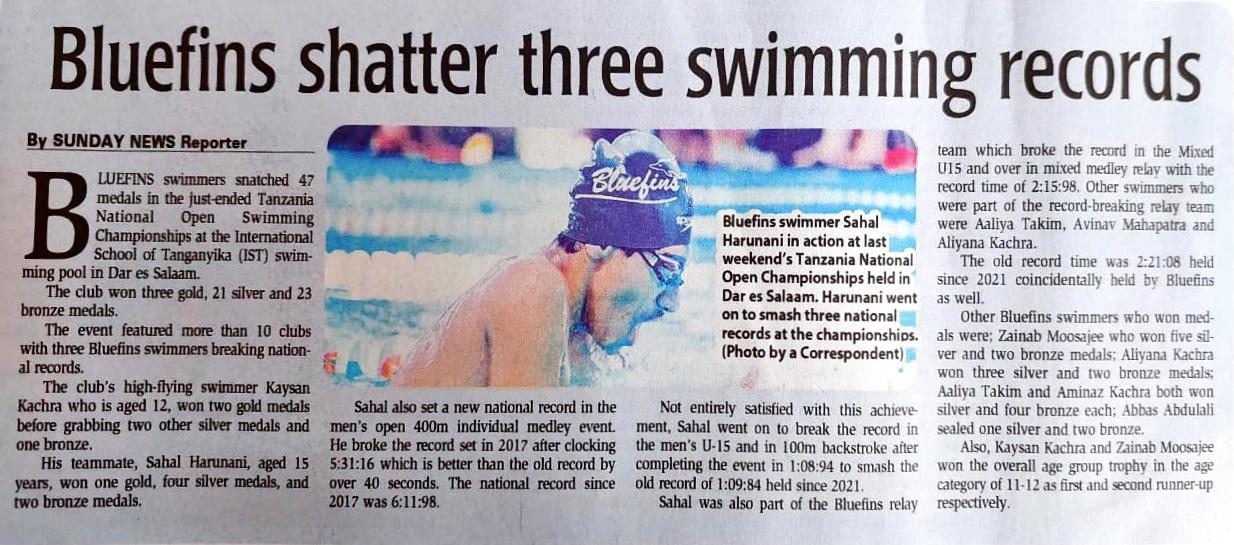 Bluefins shatter three swimming records
By SUNDAY NEWS Reporter
BLUEFINS swimmers snatched 47
medals in the just-ended Tanzania
National Open Swimming
Championships at the International
School of Tanganyika (IST) swim-
ming pool in Dar es Salaam.
The club won three gold, 21 silver and 23
bronze medals.
The event featured more than 10 clubs
with three Bluefins swimmers breaking nation-
al records.
The club's high-flying swimmer Kaysan
Kachra who is aged 12, won two gold medals
before grabbing two other silver medals and
one bronze.
His teammate, Sahal Harunani, aged 15
years, won one gold, four silver medals, and
two bronze medals.
Bluefins
Bluefins swimmer Sahal
Harunani in action at last
weekend's Tanzania National
Open Championships held in
Dar es Salaam. Harunani went
on to smash three national
records at the championships.
(Photo by a Correspondent)
Sahal also set a new national record in the
men's open 400m individual medley event.
He broke the record set in 2017 after clocking
5:31:16 which is better than the old record by
over 40 seconds. The national record since
2017 was 6:11:98.
Not entirely satisfied with this achieve-
ment, Sahal went on to break the record in
the men's U-15 and in 100m backstroke after
completing the event in 1:08:94 to smash the
old record of 1:09:84 held since 2021.
Sahal was also part of the Bluefins relay
team which broke the record in the Mixed
U15 and over in mixed medley relay with the
record time of 2:15:98. Other swimmers who
were part of the record-breaking relay team
were Aaliya Takim, Avinav Mahapatra and
Aliyana Kachra.
The old record time was 2:21:08 held
since 2021 coincidentally held by Bluefins
as well.
Other Bluefins swimmers who won med-
als were; Zainab Moosajee who won five sil-
ver and two bronze medals; Aliyana Kachra
won three silver and two bronze medals;
Aaliya Takim and Aminaz Kachra both won
silver and four bronze each; Abbas Abdulali
sealed one silver and two bronze.
Also, Kaysan Kachra and Zainab Moosajee
won the overall age group trophy in the age
category of 11-12 as first and second runner-up
respectively.